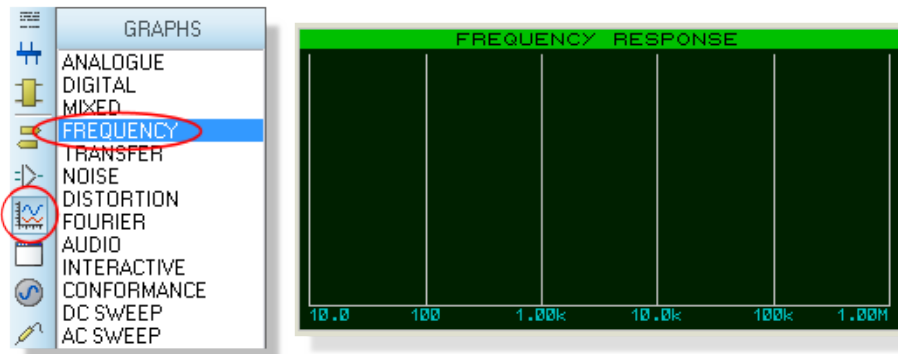 GRAPHS
ANALOGUE
DIGITAL
MIXED
FREQUENCY
TRANSFER
NOISE
DISTORTION
FOURIER
AUDIO
INTERACTIVE
CONFORMANCE
DC SWEEP
AC SWEEP
FREQUENCY RESPONSE
10.0 100 1.00k 10.0k 100k 1.00M